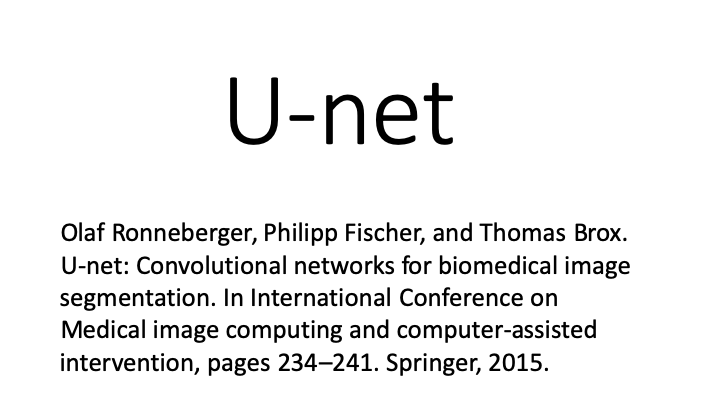 U-net
Olaf Ronneberger, Philipp Fischer, and Thomas Brox.
U-net: Convolutional networks for biomedical image
segmentation. In International Conference on
Medical image computing and computer-assisted
intervention, pages 234–241. Springer, 2015.